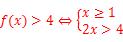 f(x) > 4 ⇔ { x ≥ 1
2x > 4